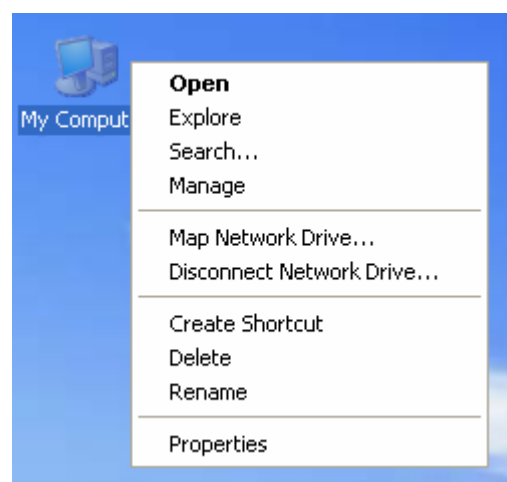 My Comput
Open
Explore
Search...
Manage
Map Network Drive...
Disconnect Network Drive...
Create Shortcut
Delete
Rename
Properties